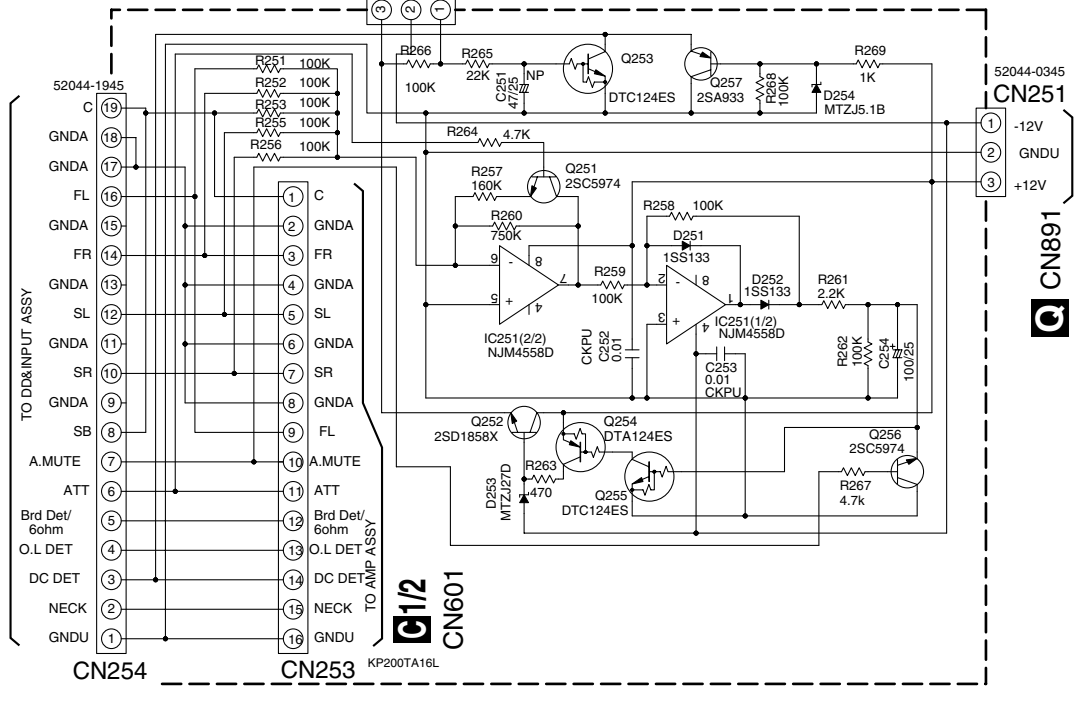 3
2
1
R266
100K
R265
22K
NP
C251
47/25
Q253
DTC124ES
Q257
2SA933
R268
100K
R269
1K
D254
MTZJ5.1B
52044-0345
CN251
1
-12V
2
GNDU
3
+12V
Q CN891
R251 100K
R252 100K
R253 100K
R255 100K
R256 100K
52044-1945
C 19
GNDA 18
GNDA 17
FL 16
GNDA 15
FR 14
GNDA 13
SL 12
GNDA 11
SR 10
GNDA 9
SB 8
A.MUTE 7
ATT 6
Brd Det/
6ohm
5
O.L DET 4
DC DET 3
NECK 2
GNDU 1
CN254
TO DD&INPUT ASSY
1 C
2 GNDA
3 FR
4 GNDA
5 SL
6 GNDA
7 SR
8 GNDA
9 FL
10 A.MUTE
11 ATT
12 Brd Det/
6ohm
13 O.L DET
14 DC DET
15 NECK
16 GNDU
CN253
KP200TA16L
TO AMP ASSY
C1/2
CN601
R264 4.7K
Q251
2SC5974
R257
160K
R260
750K
6
-
5
+
8
7
4
IC251(2/2)
NJM4558D
R259
100K
R258 100K
D251
1SS133
2
-
3
+
8
1
4
IC251(1/2)
NJM4558D
D252
1SS133
R261
2.2K
CKPU
C252
0.01
C253
0.01
CKPU
R262
100K
C254
100/25
Q252
2SD1858X
Q254
DTA124ES
R263
470
D253
MTZJ27D
Q255
DTC124ES
Q256
2SC5974
R267
4.7k